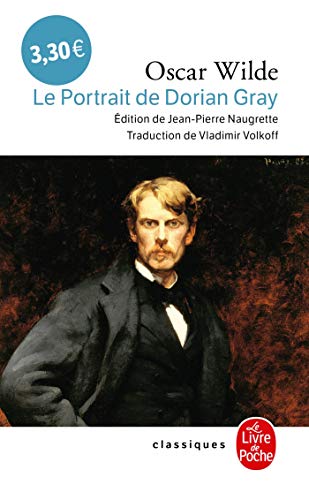 3,30€
Oscar Wilde
Le Portrait de Dorian Gray
Édition de Jean-Pierre Naugrette
Traduction de Vladimir Volkoff
classiques
Le
Livre
de
Poche